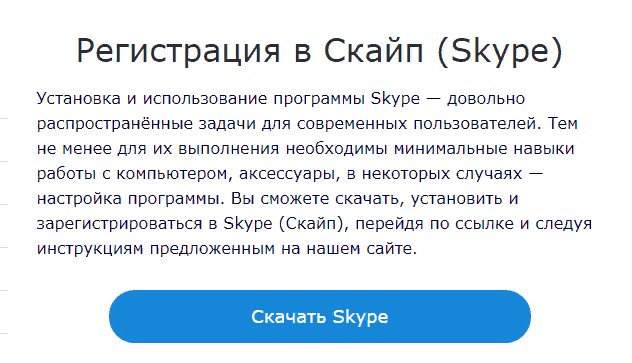 Регистрация в Скайп (Skype)
Установка и использование программы Skype — довольно
распространённые задачи для современных пользователей. Тем
не менее для их выполнения необходимы минимальные навыки
работы с компьютером, аксессуары, в некоторых случаях —
настройка программы. Вы сможете скачать, установить и
зарегистрироваться в Skype (Скайп), перейдя по ссылке и следуя
инструкциям предложенным на нашем сайте.
Скачать Skype